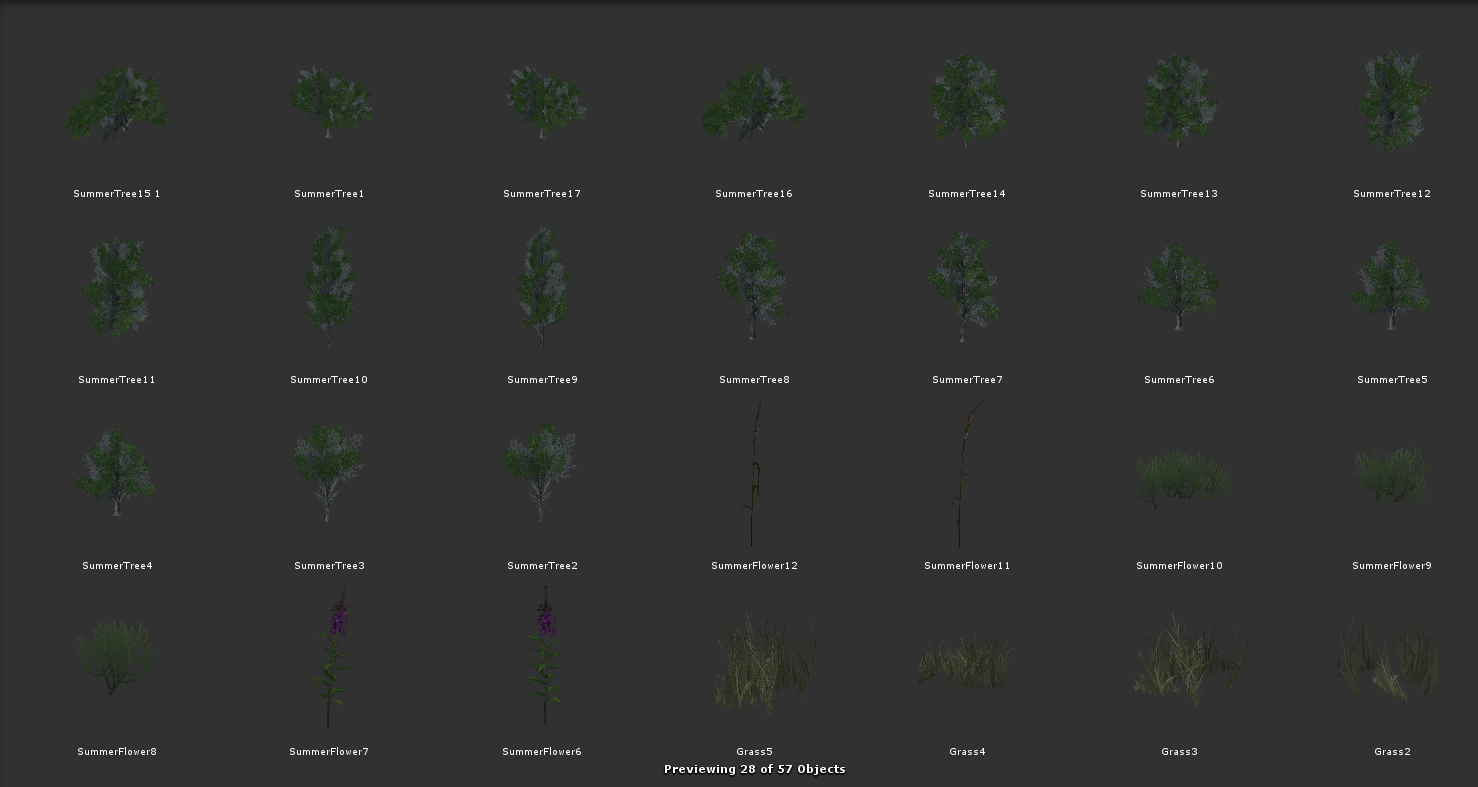 SummerTree15 1 SummerTree1 SummerTree17 SummerTree16 SummerTree14 SummerTree13 SummerTree12
SummerTree11 SummerTree10 SummerTree9 SummerTree8 SummerTree7 SummerTree6 SummerTree5
SummerTree4 SummerTree3 SummerTree2 SummerFlower12 SummerFlower11 SummerFlower10 SummerFlower9
SummerFlower8 SummerFlower7 SummerFlower6 Grass5 Grass4 Grass3 Grass2
Previewing 28 of 57 Objects